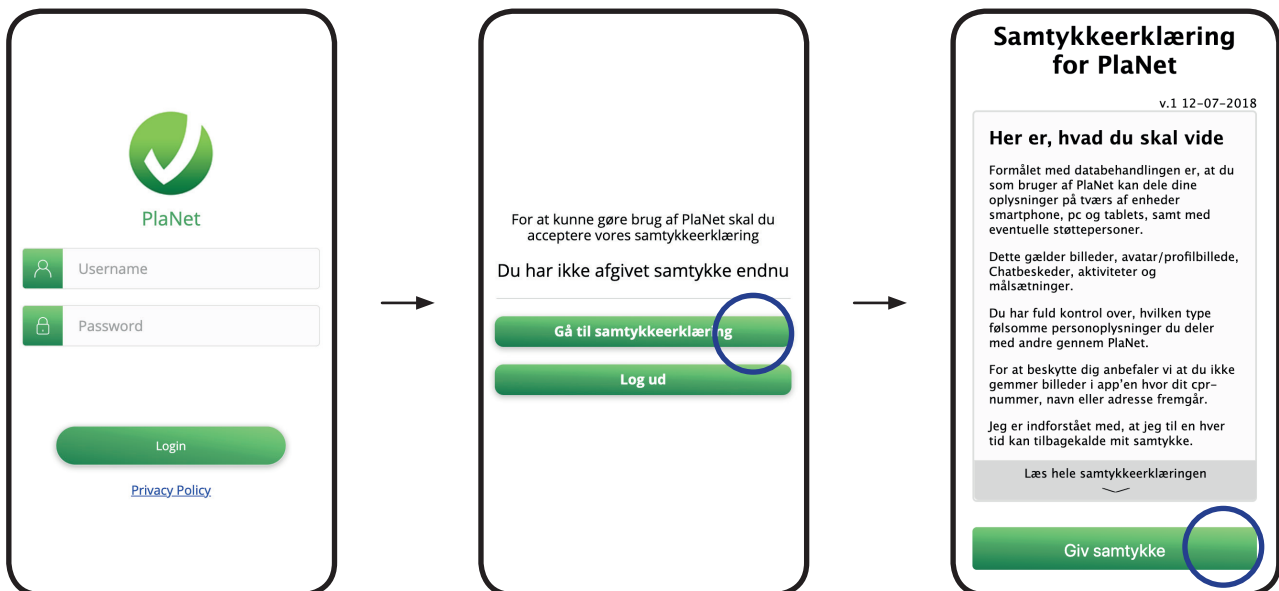 PlaNet
Username
Password
Login
Privacy Policy
For at kunne gøre brug af PlaNet skal du
acceptere vores samtykkeerklæring
Du har ikke afgivet samtykke endnu
Gå til samtykkeerklæring
Log ud
Samtykkeerklæring
for PlaNet
v.1 12-07-2018
Her er, hvad du skal vide
Formålet med databehandlingen er, at du
som bruger af PlaNet kan dele dine
oplysninger på tværs af enheder
smartphone, pc og tablets, samt med
eventuelle støttepersoner.
Dette gælder billeder, avatar/profilbillede,
Chatbeskeder, aktiviteter og
målsætninger.
Du har fuld kontrol over, hvilken type
følsomme personoplysninger du deler
med andre gennem PlaNet.
For at beskytte dig anbefaler vi at du ikke
gemmer billeder i app'en hvor dit cpr-
nummer, navn eller adresse fremgår.
Jeg er indforstået med, at jeg til en hver
tid kan tilbagekalde mit samtykke.
Læs hele samtykkeerklæringen
Giv samtykke